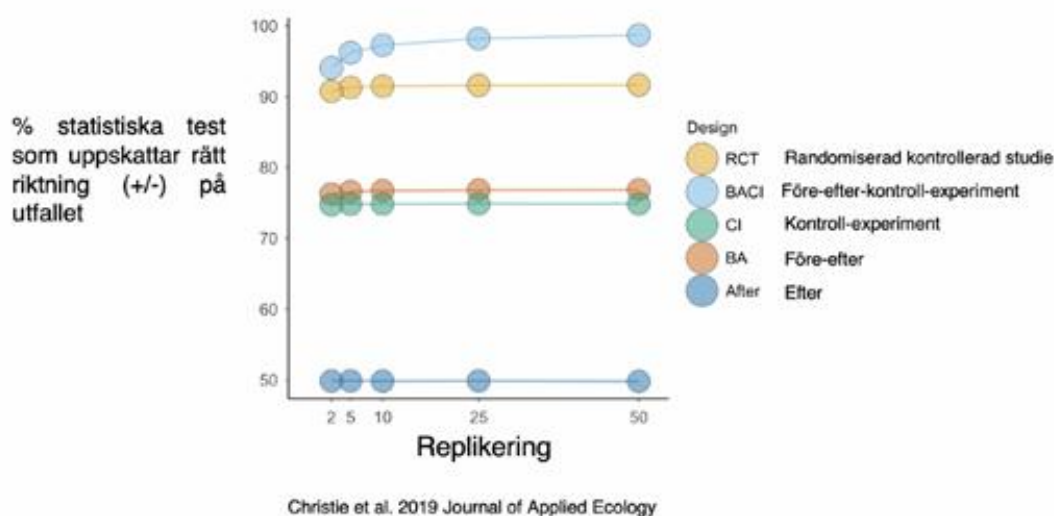 % statistiska test
som uppskattar rätt
riktning (+/-) på
utfallet
100
90
80
70
60
50
2 5 10 25 50
Replikering
Design
RCT Randomiserad kontrollerad studie
BACI Före-efter-kontroll-experiment
CI Kontroll-experiment
BA Före-efter
After Efter
Christie et al. 2019 Journal of Applied Ecology